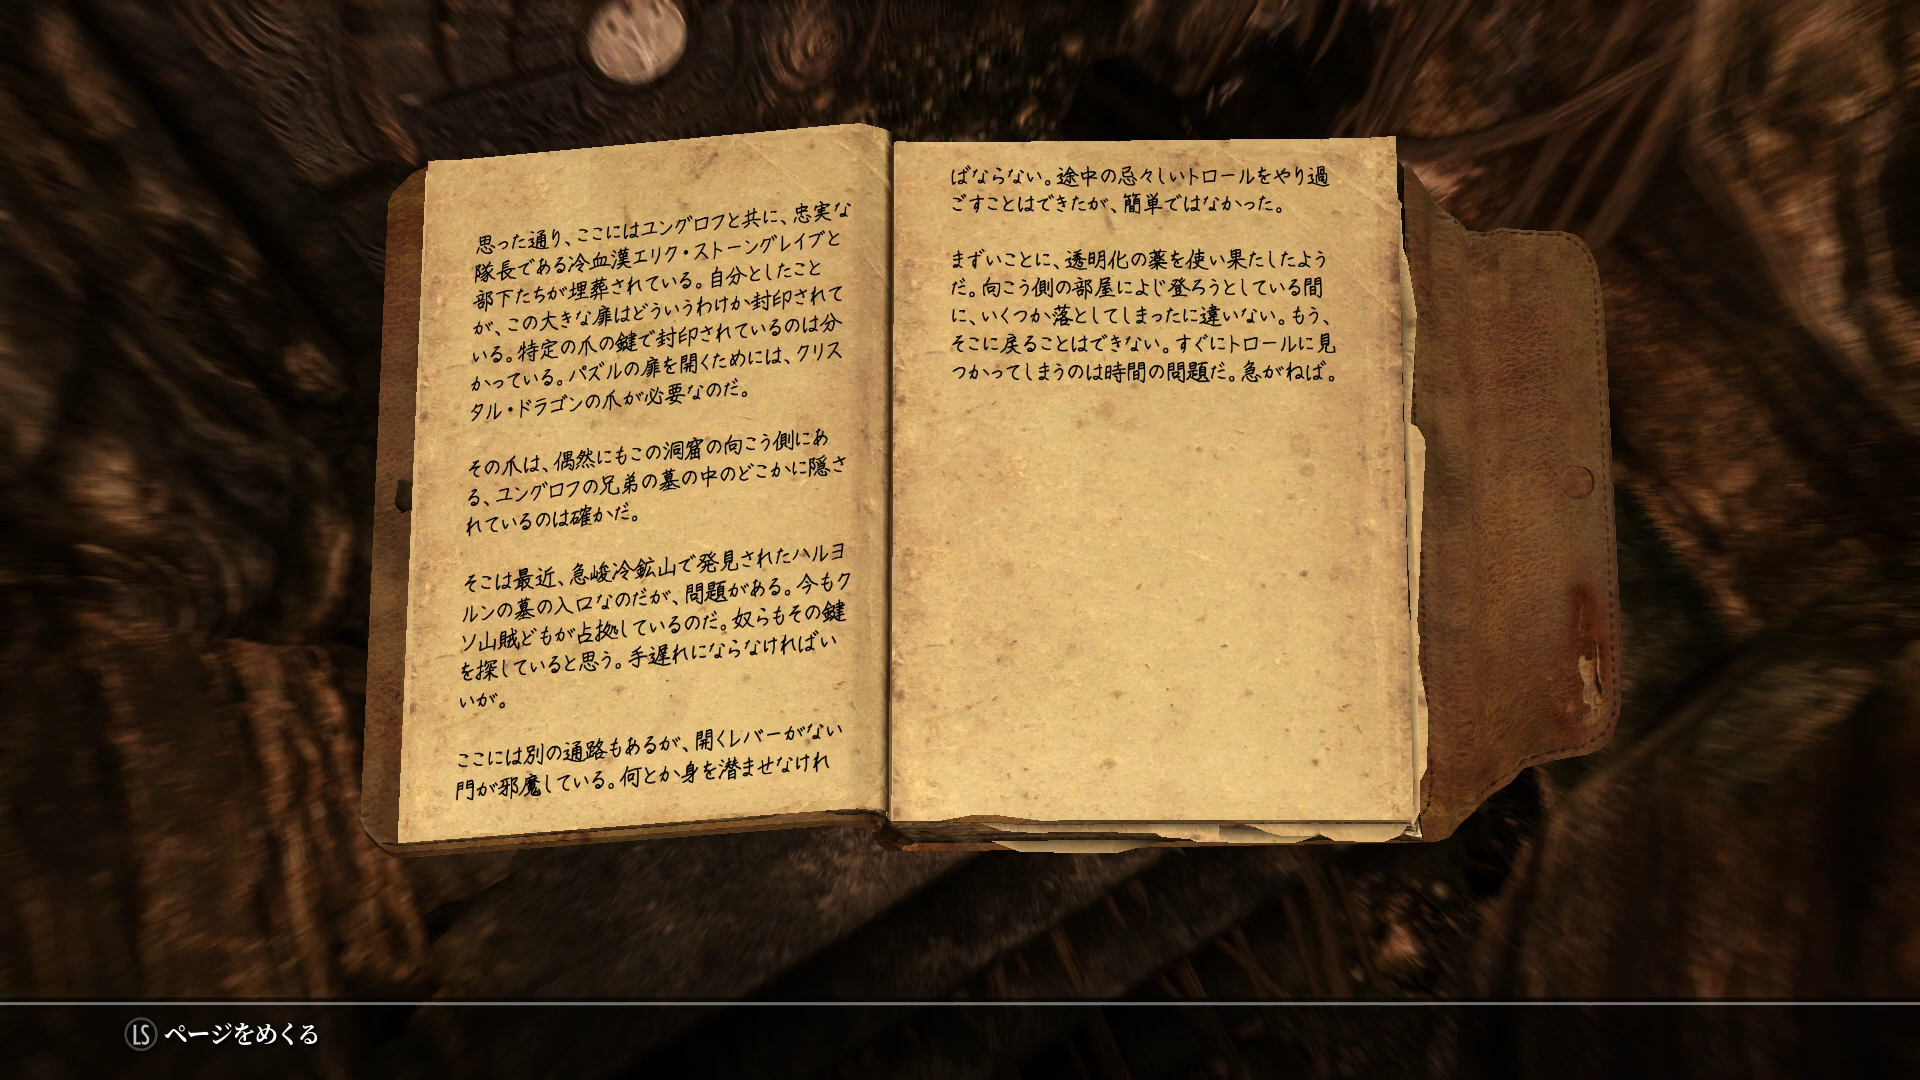 思った通り、ここにはユングロフと共に、忠実な
隊長である冷血漢エリク・ストーングレイブと
部下たちが埋葬されている。自分としたこと
が、この大きな扉はどういうわけか封印されて
いる。特定の爪の鍵で封印されているのは分
かっている。パズルの扉を開くためには、クリス
タル・ドラゴンの爪が必要なのだ。
その爪は、偶然にもこの洞窟の向こう側にあ
る、ユングロフの兄弟の墓の中のどこかに隠さ
れているのは確かだ。
そこは最近、急峻冷鉱山で発見されたハルヨ
ルンの墓の入口なのだが、問題がある。今もク
ソ山賊どもが占拠しているのだ。奴らもその鍵
を探していると思う。手遅れにならなければい
いが。
ここには別の通路もあるが、開くレバーがない
門が邪魔している。何とか身を潜ませなけれ
ばならない。途中の忌々しいトロールをやり過
ごすことはできたが、簡単ではなかった。
まずいことに、透明化の薬を使い果たしたよう
だ。向こう側の部屋によじ登ろうとしている間
に、いくつか落としてしまったに違いない。もう、
そこに戻ることはできない。すぐにトロールに見
つかってしまうのは時間の問題だ。急がねば。
LS ページをめくる